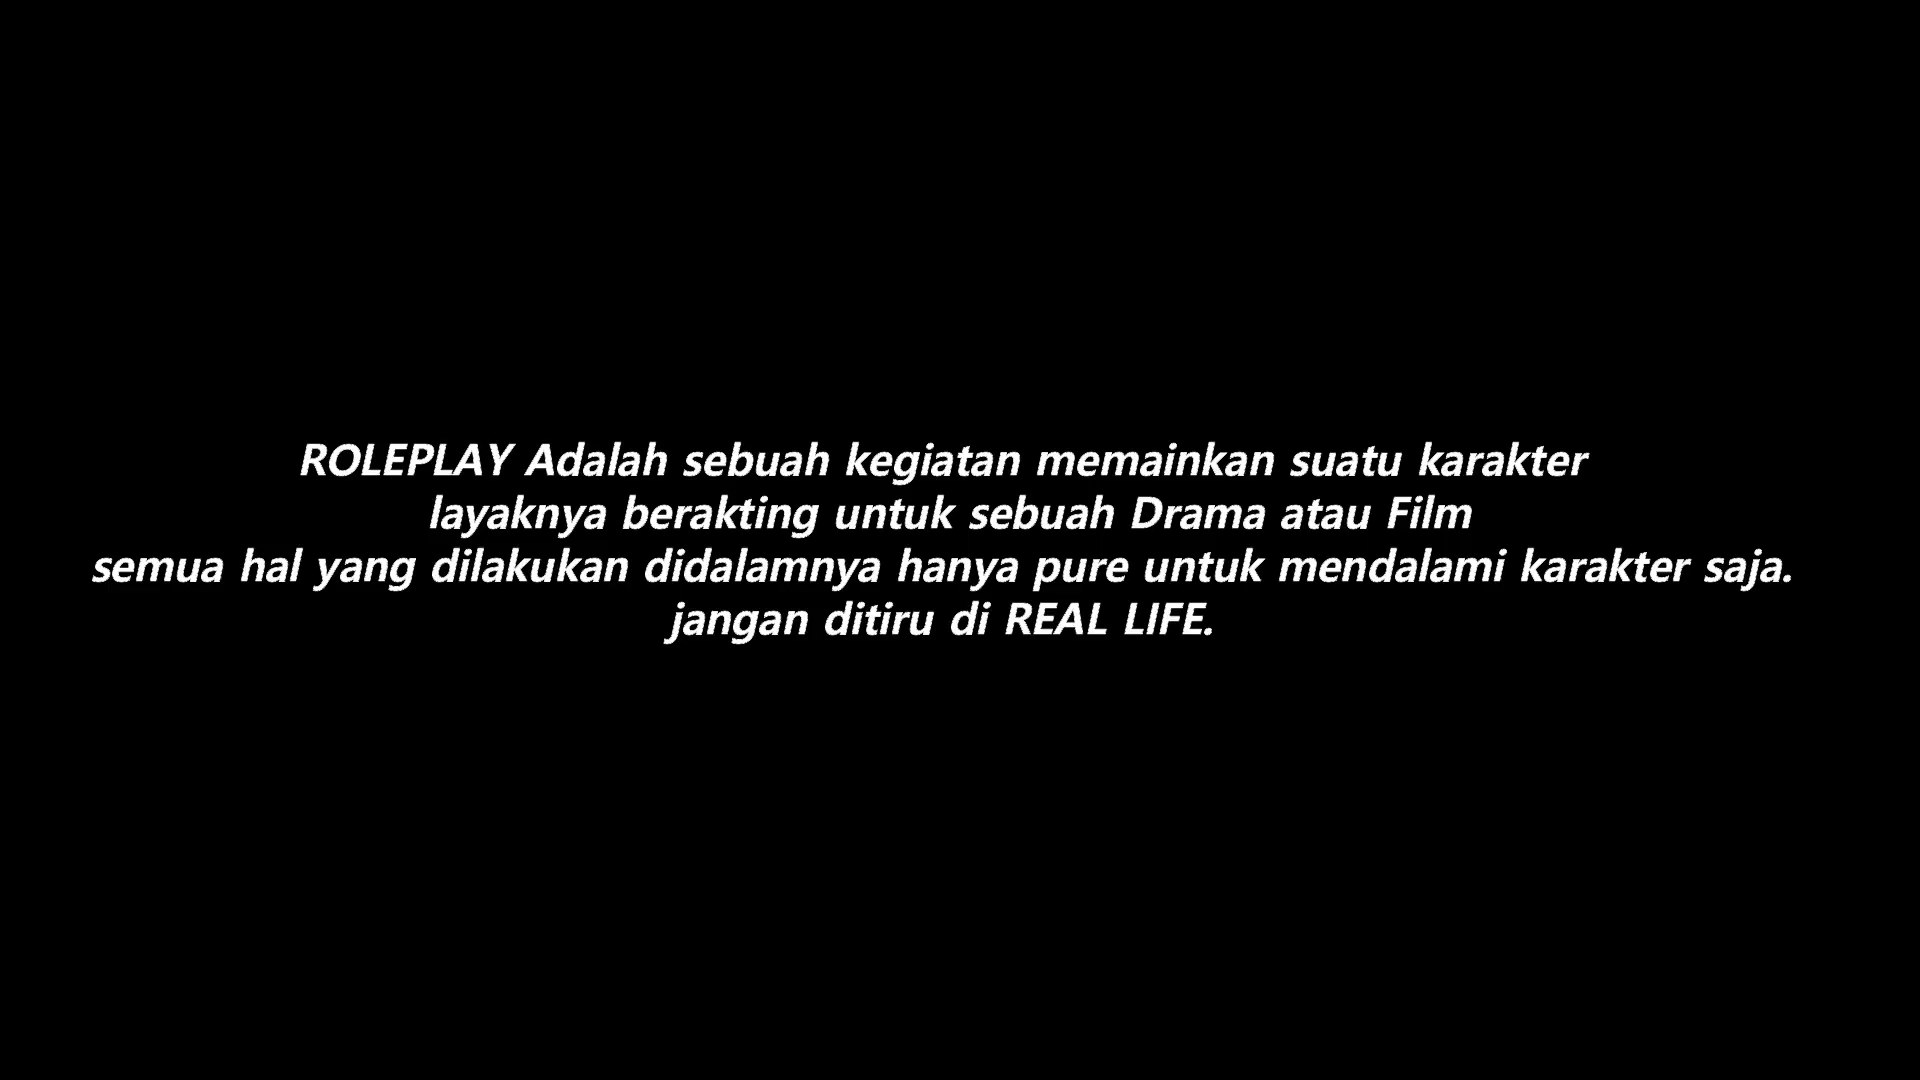 ROLEPLAY Adalah sebuah kegiatan memainkan suatu karakter
layaknya berakting untuk sebuah Drama atau Film
semua hal yang dilakukan didalamnya hanya pure untuk mendalami karakter saja.
jangan ditiru di REAL LIFE.